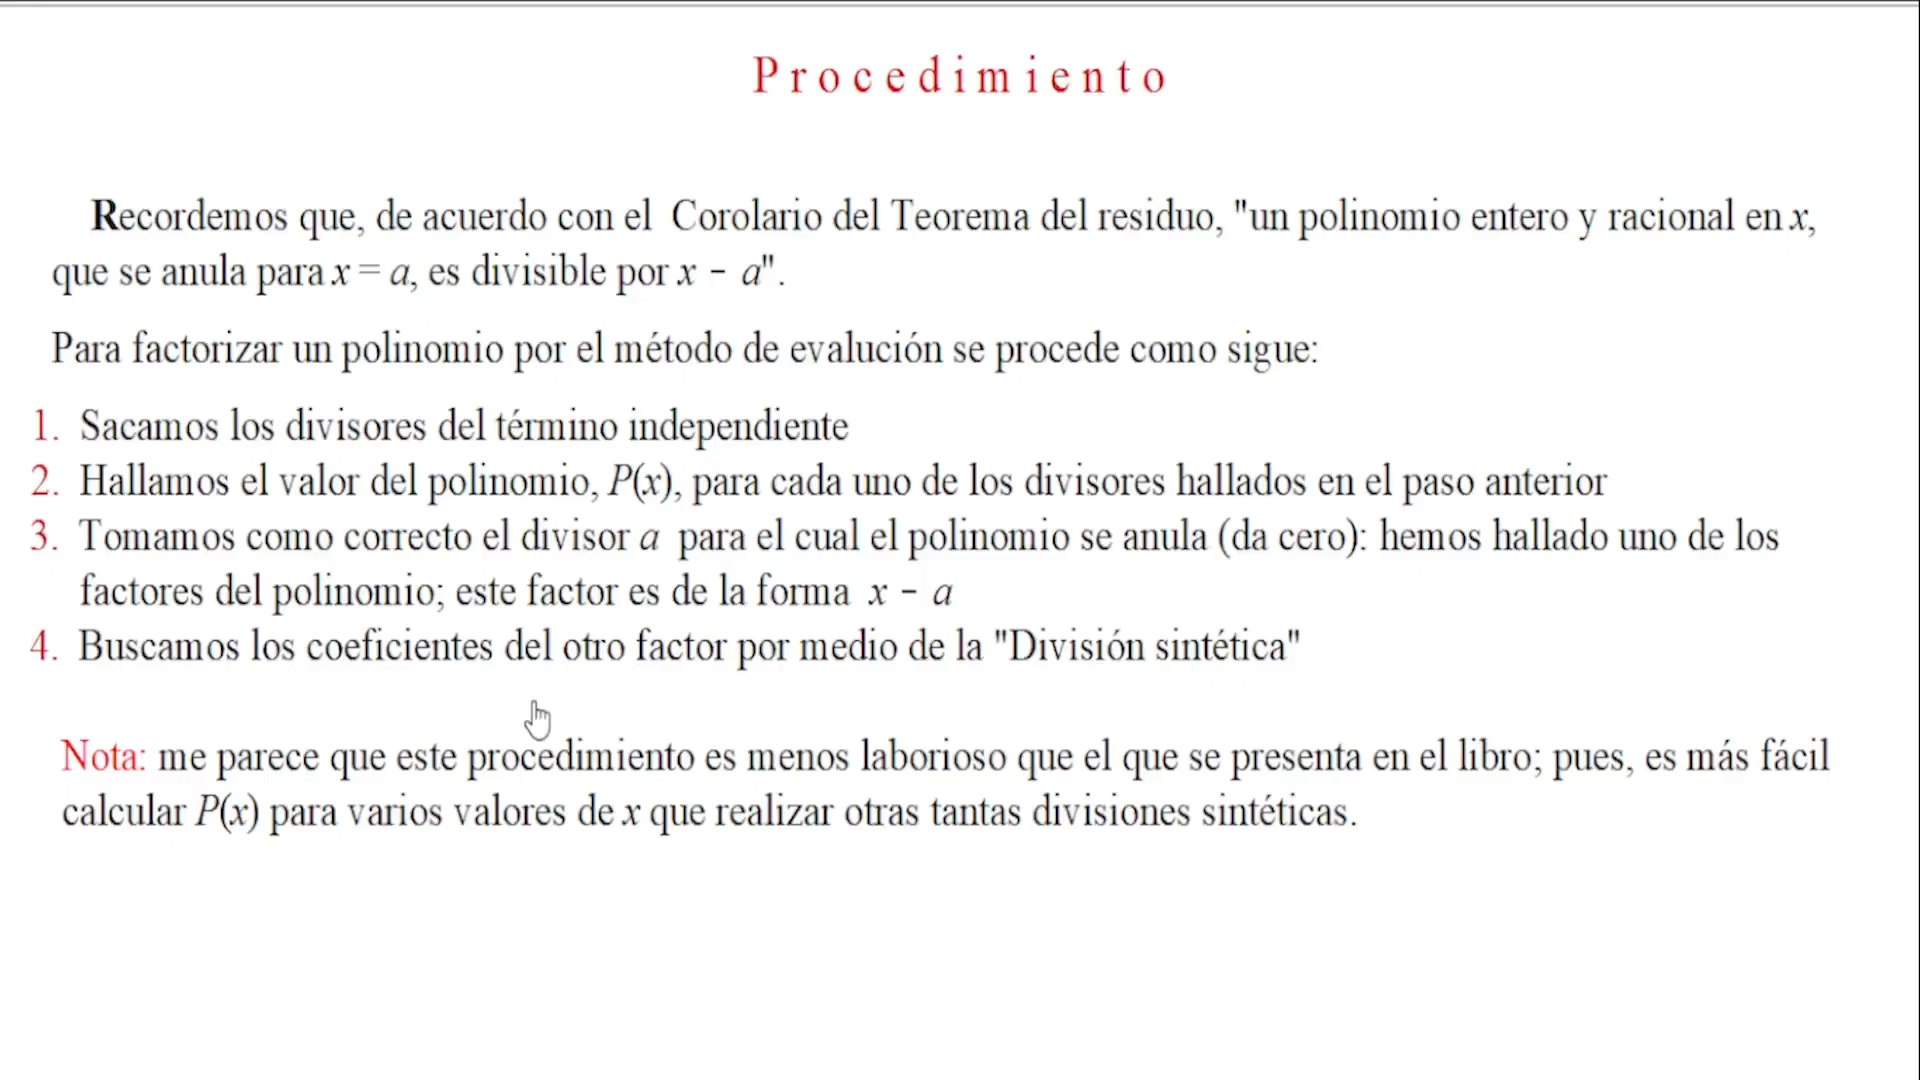 Procedimiento
Recordemos que, de acuerdo con el Corolario del Teorema del residuo, "un polinomio entero y racional en x,
que se anula para x = a, es divisible por x - a".
Para factorizar un polinomio por el método de evalución se procede como sigue:
1. Sacamos los divisores del término independiente
2. Hallamos el valor del polinomio, P(x), para cada uno de los divisores hallados en el paso anterior
3. Tomamos como correcto el divisor a para el cual el polinomio se anula (da cero): hemos hallado uno de los
factores del polinomio; este factor es de la forma x - a
4. Buscamos los coeficientes del otro factor por medio de la "División sintética"
Nota: me parece que este procedimiento es menos laborioso que el que se presenta en el libro; pues, es más fácil
calcular P(x) para varios valores de x que realizar otras tantas divisiones sintéticas.